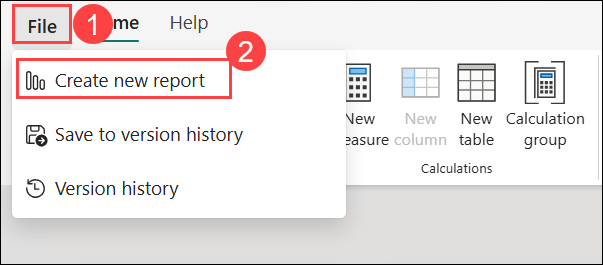 File
1
me
Help
2
Create new report
Save to version history
Version history
New
easure
New
column
New
table
Calculation
group
Calculations